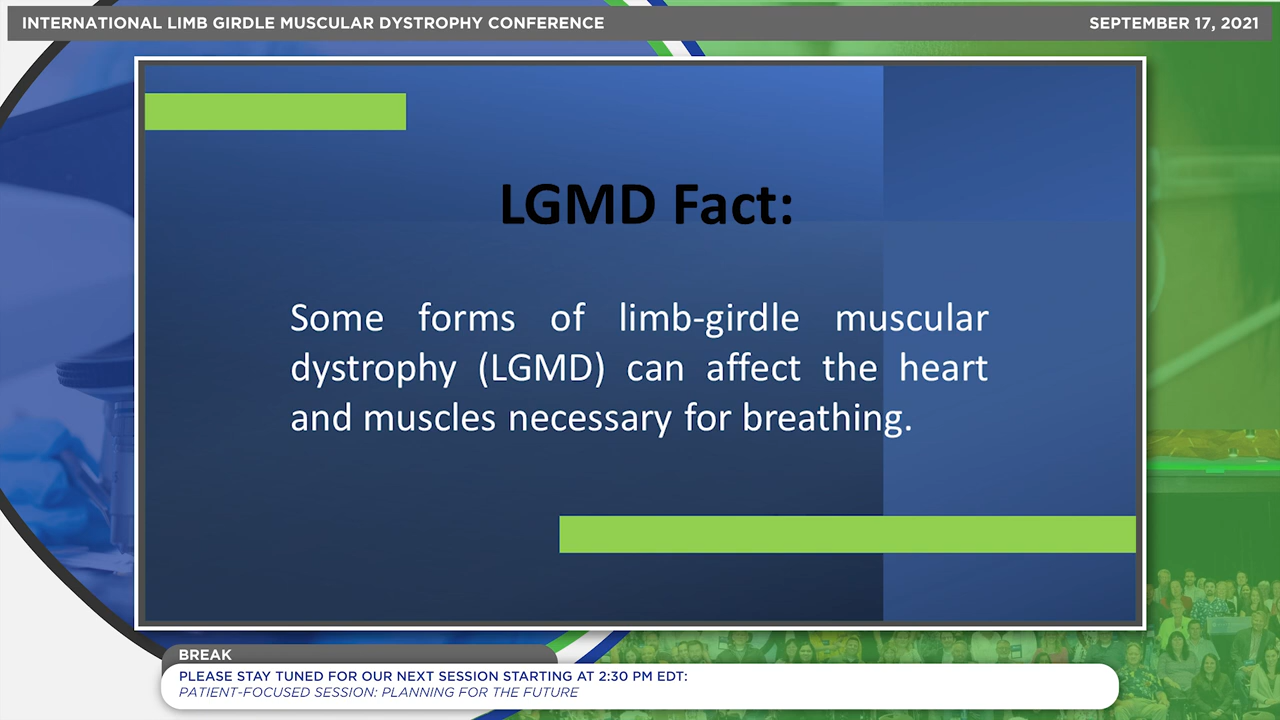 INTERNATIONAL LIMB GIRDLE MUSCULAR DYSTROPHY CONFERENCE
SEPTEMBER 17, 2021
LGMD Fact:
Some forms of limb-girdle muscular
dystrophy (LGMD) can affect the heart
and muscles necessary for breathing.
BREAK
PLEASE STAY TUNED FOR OUR NEXT SESSION STARTING AT 2:30 PM EDT:
PATIENT-FOCUSED SESSION: PLANNING FOR THE FUTURE